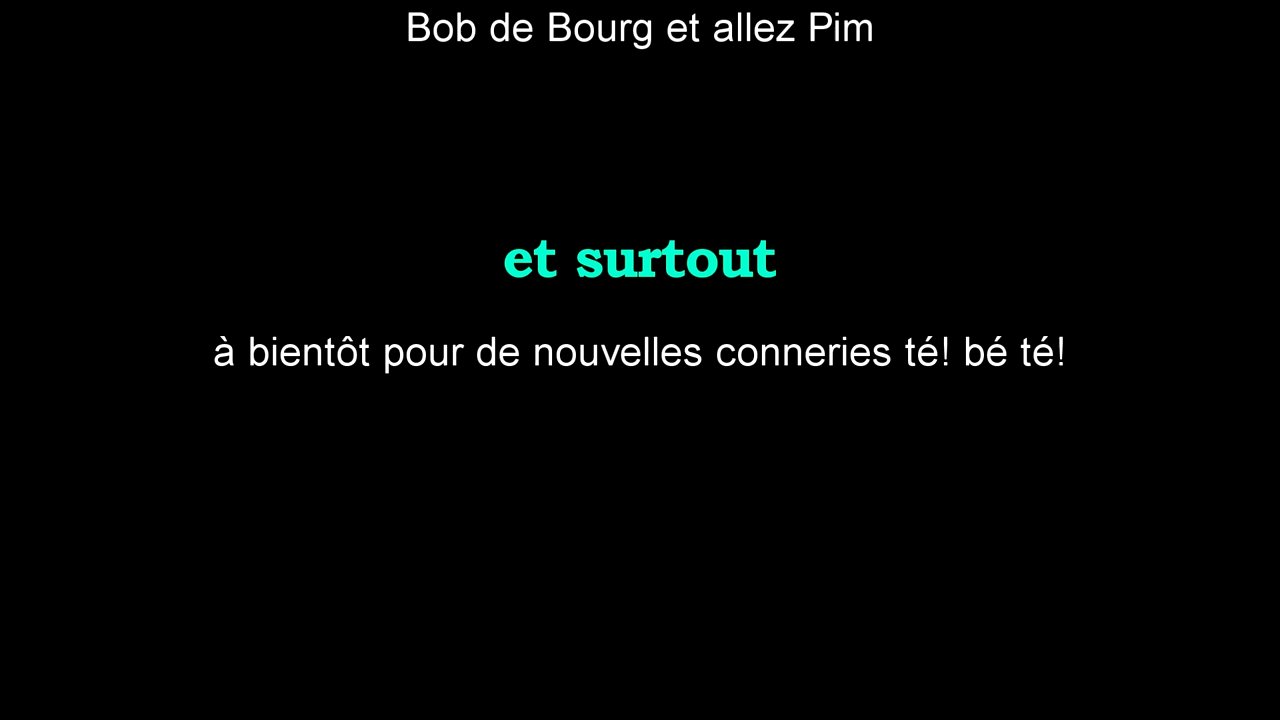 Bob de Bourg et allez Pim
et surtout
à bientôt pour de nouvelles conneries té! bé té!